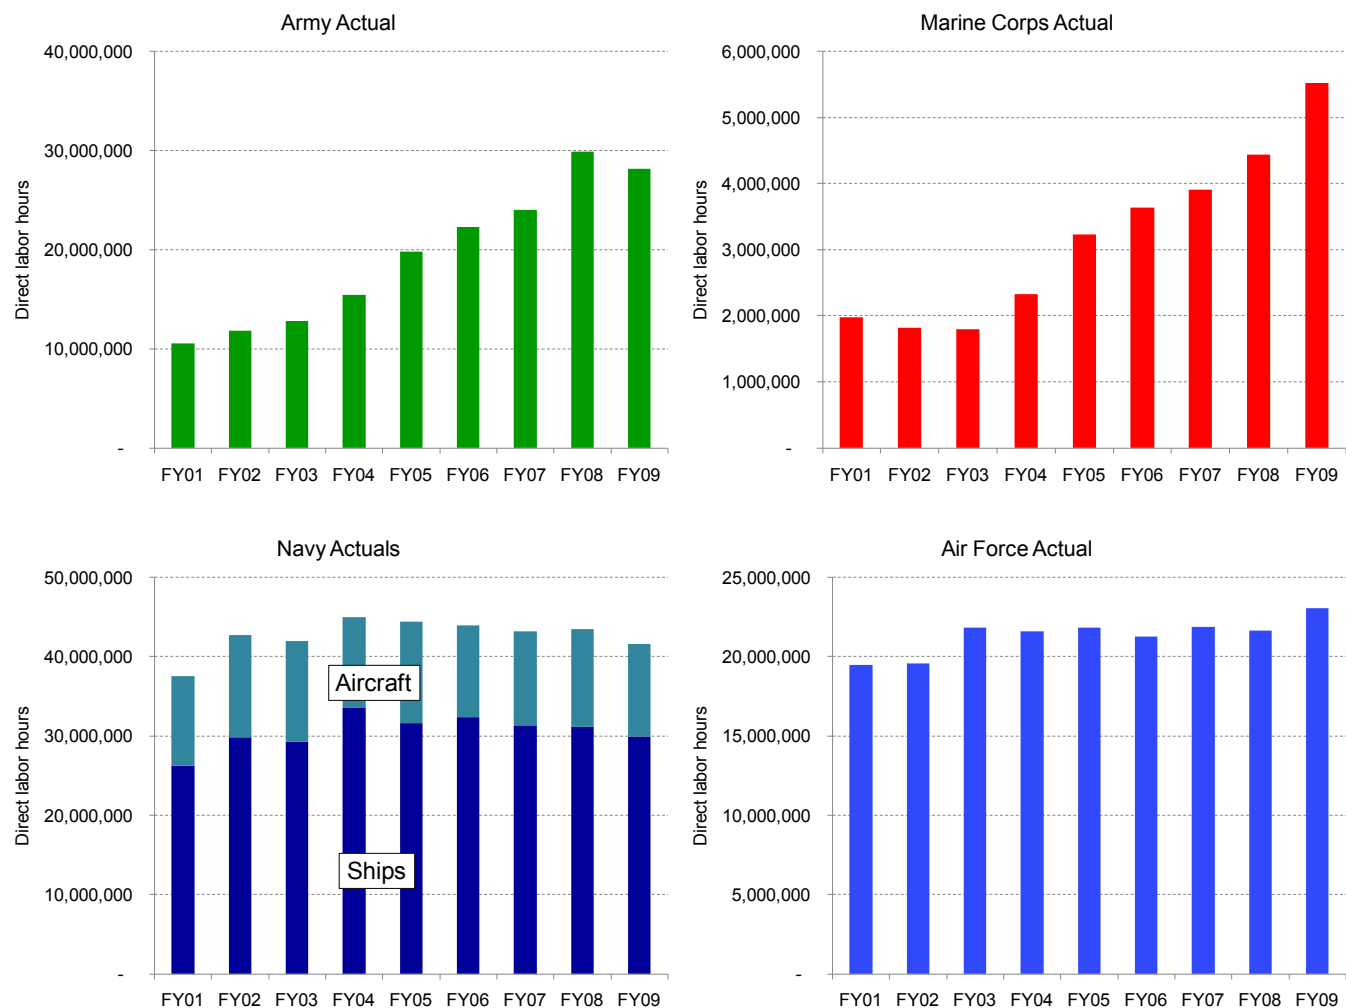 Army Actual
40,000,000
30,000,000
20,000,000
10,000,000
-
Direct labor hours
FY01 FY02 FY03 FY04 FY05 FY06 FY07 FY08 FY09
Marine Corps Actual
6,000,000
5,000,000
4,000,000
3,000,000
2,000,000
1,000,000
-
Direct labor hours
FY01 FY02 FY03 FY04 FY05 FY06 FY07 FY08 FY09
Navy Actuals
50,000,000
40,000,000
30,000,000
20,000,000
10,000,000
-
Direct labor hours
Aircraft
Ships
FY01 FY02 FY03 FY04 FY05 FY06 FY07 FY08 FY09
Air Force Actual
25,000,000
20,000,000
15,000,000
10,000,000
5,000,000
-
Direct labor hours
FY01 FY02 FY03 FY04 FY05 FY06 FY07 FY08 FY09